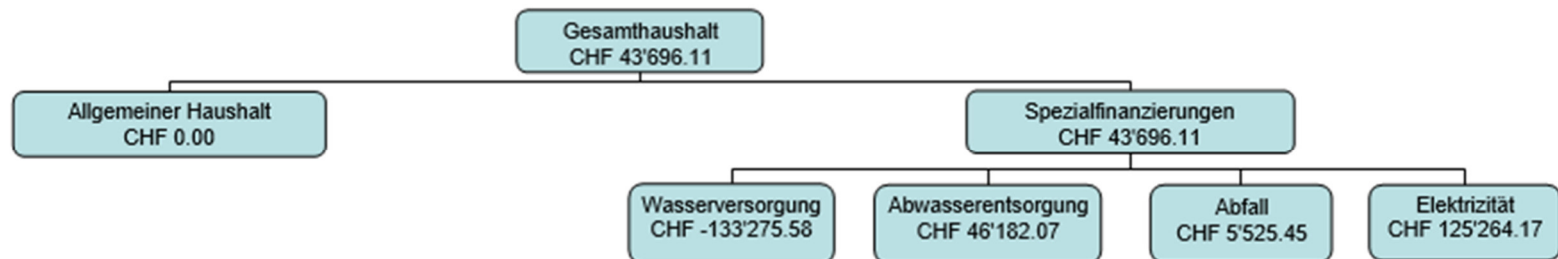 Gesamthaushalt
CHF 43'696.11
Allgemeiner Haushalt
CHF 0.00
Spezialfinanzierungen
CHF 43'696.11
Wasserversorgung
CHF -133'275.58
Abwasserentsorgung
CHF 46'182.07
Abfall
CHF 5'525.45
Elektrizität
CHF 125'264.17